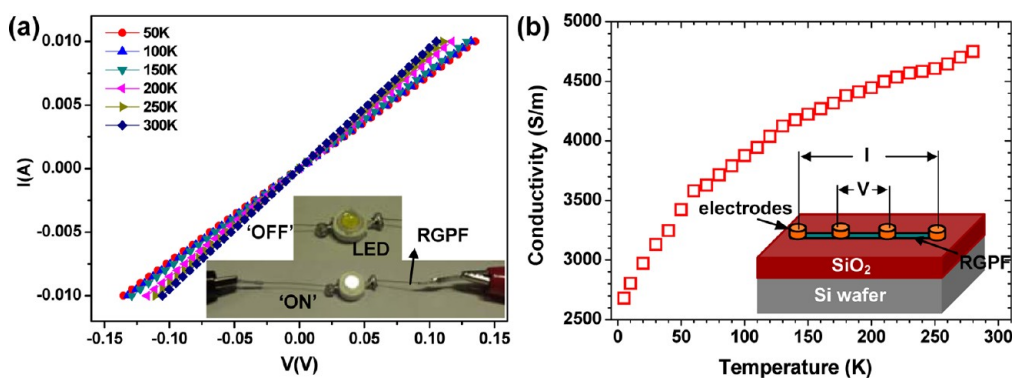 (a)
50K
100K
150K
200K
250K
300K
0.010
0.005
0.000
-0.005
-0.010
I(A)
'OFF'
LED
RGPF
'ON'
-0.15
-0.10
-0.05
0.00
0.05
0.10
0.15
V(V)
(b)
5000
4500
4000
3500
3000
2500
Conductivity (S/m)
I
V
electrodes
RGPF
SiO₂
Si wafer
0
50
100
150
200
250
300
Temperature (K)